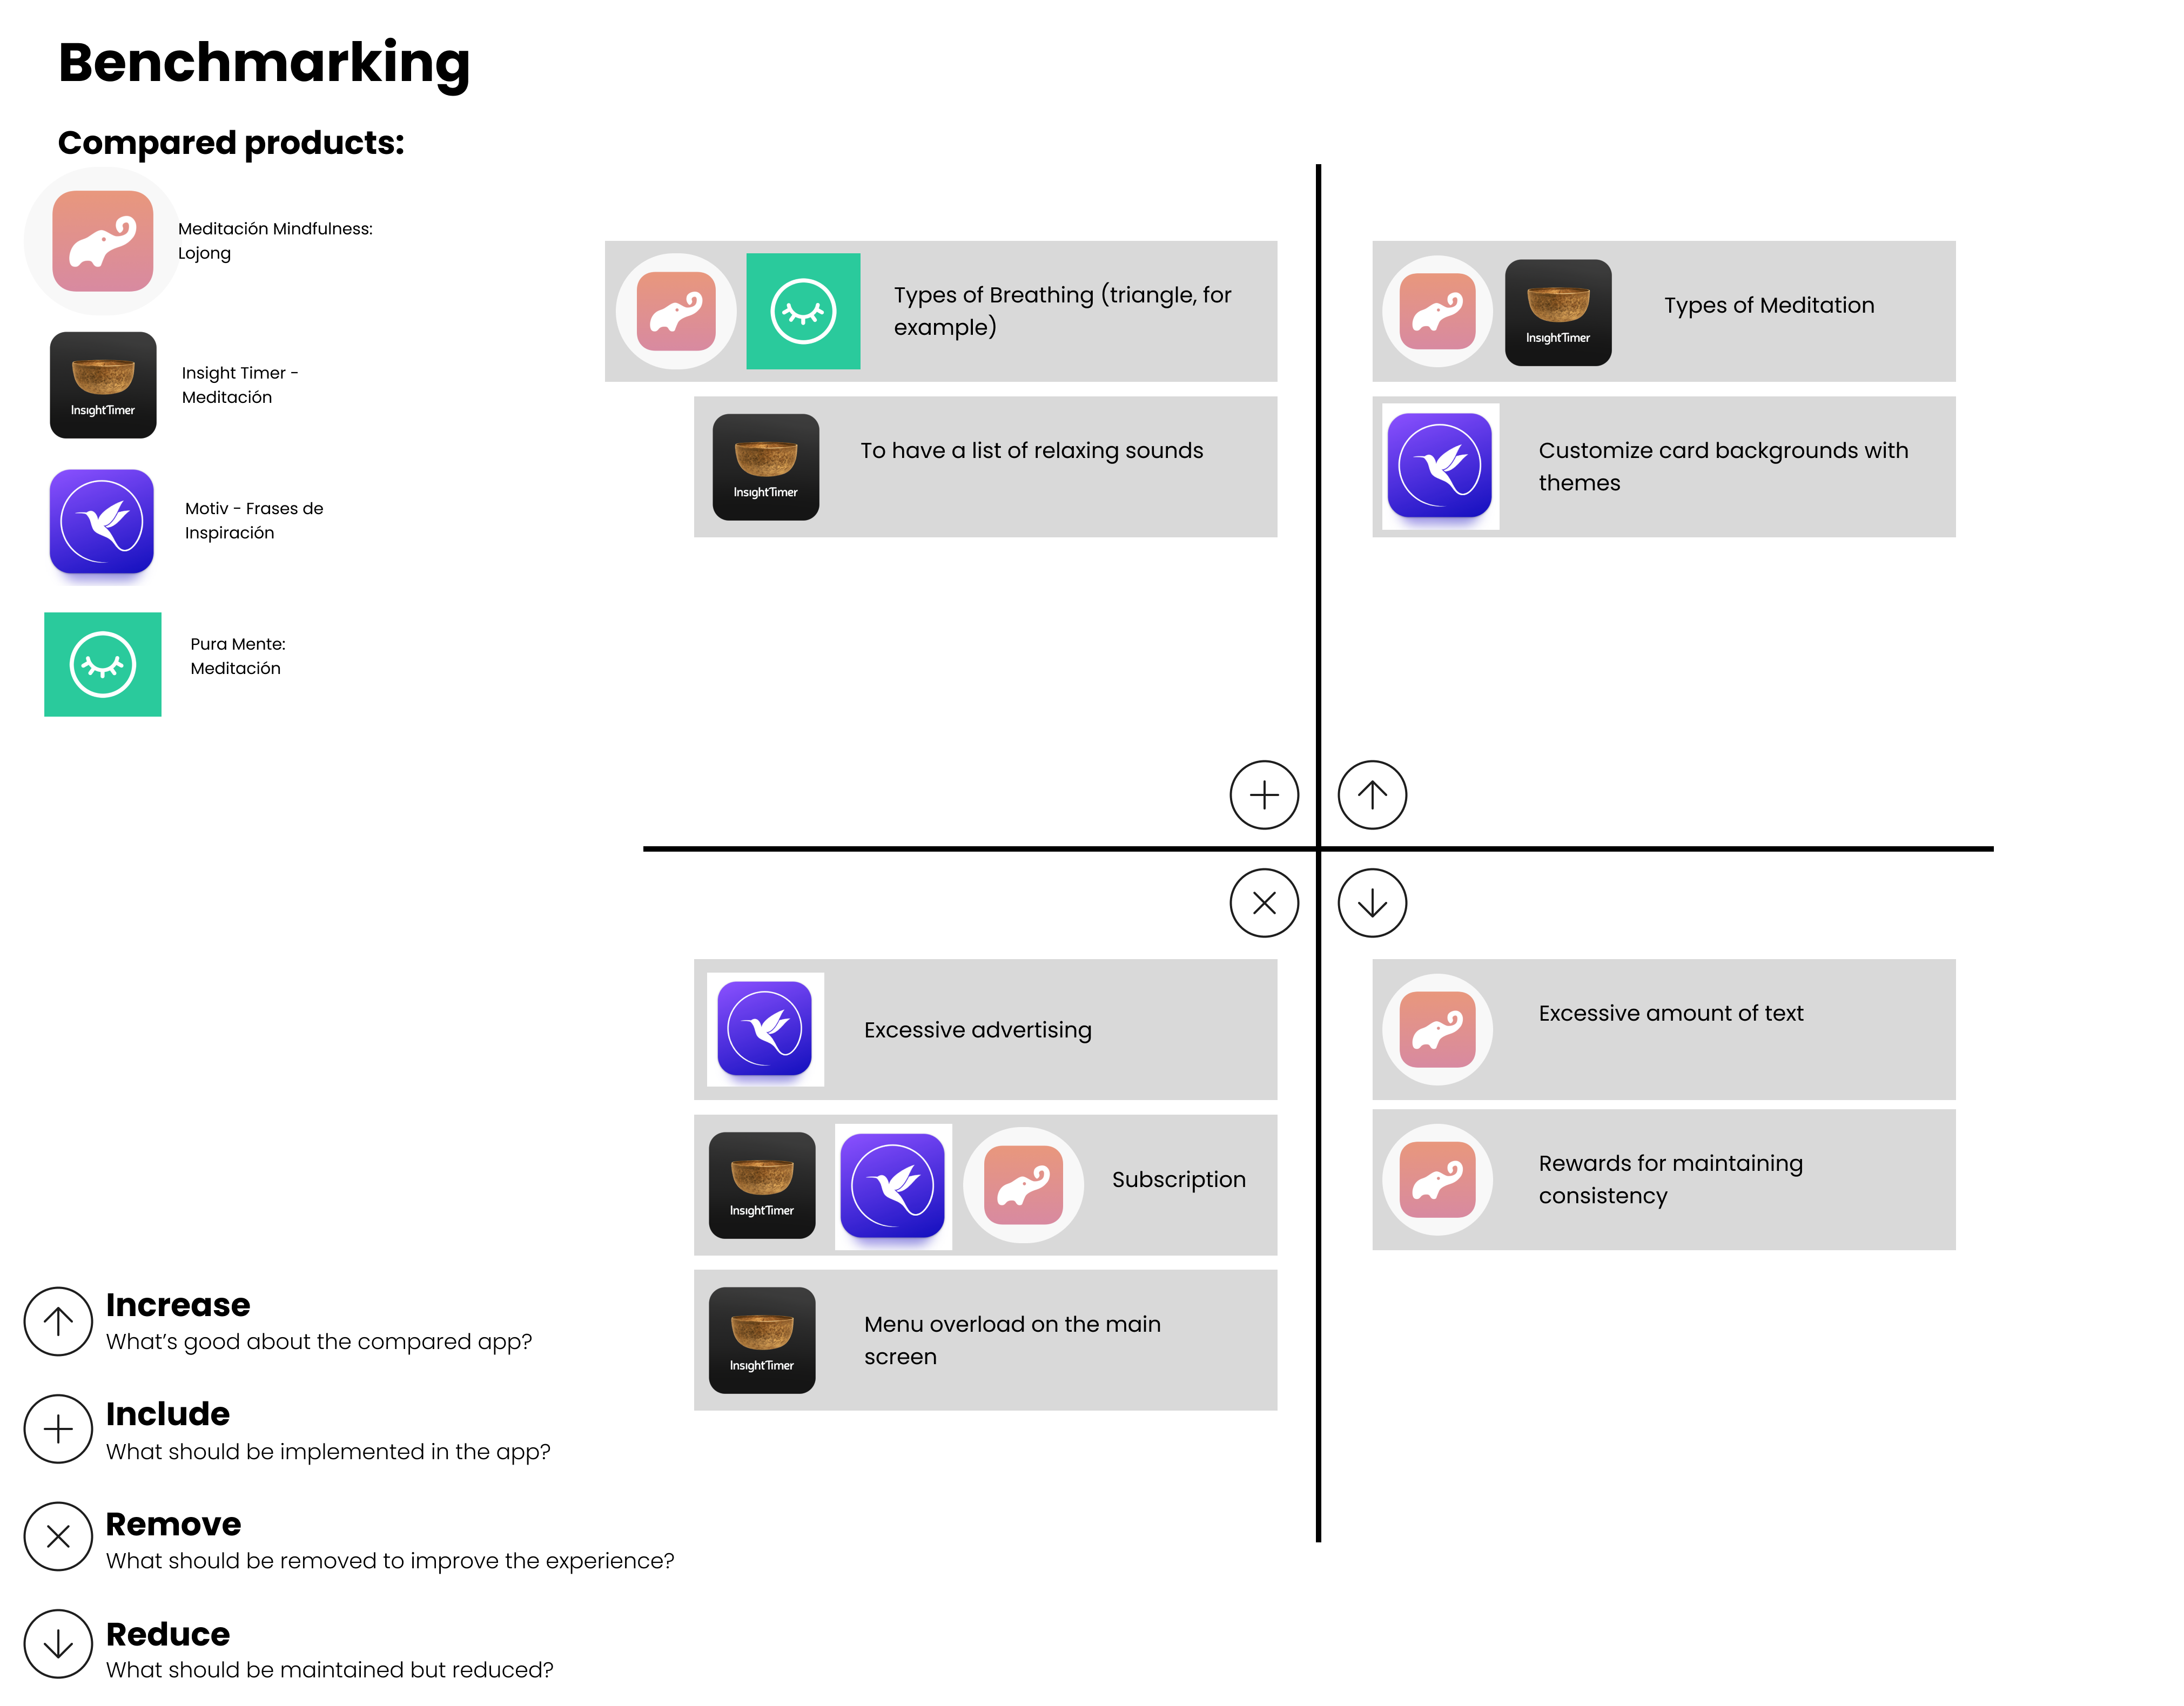 Benchmarking
Compared products:
Meditación Mindfulness:
Lojong
InsightTimer
Insight Timer -
Meditación
Motiv - Frases de
Inspiración
Pura Mente:
Meditación
Types of Breathing (triangle, for
example)
InsightTimer
To have a list of relaxing sounds
InsightTimer
Types of Meditation
Customize card backgrounds with
themes
Excessive advertising
InsightTimer
Subscription
InsightTimer
Menu overload on the main
screen
Excessive amount of text
Rewards for maintaining
consistency
Increase
What’s good about the compared app?
Include
What should be implemented in the app?
Remove
What should be removed to improve the experience?
Reduce
What should be maintained but reduced?